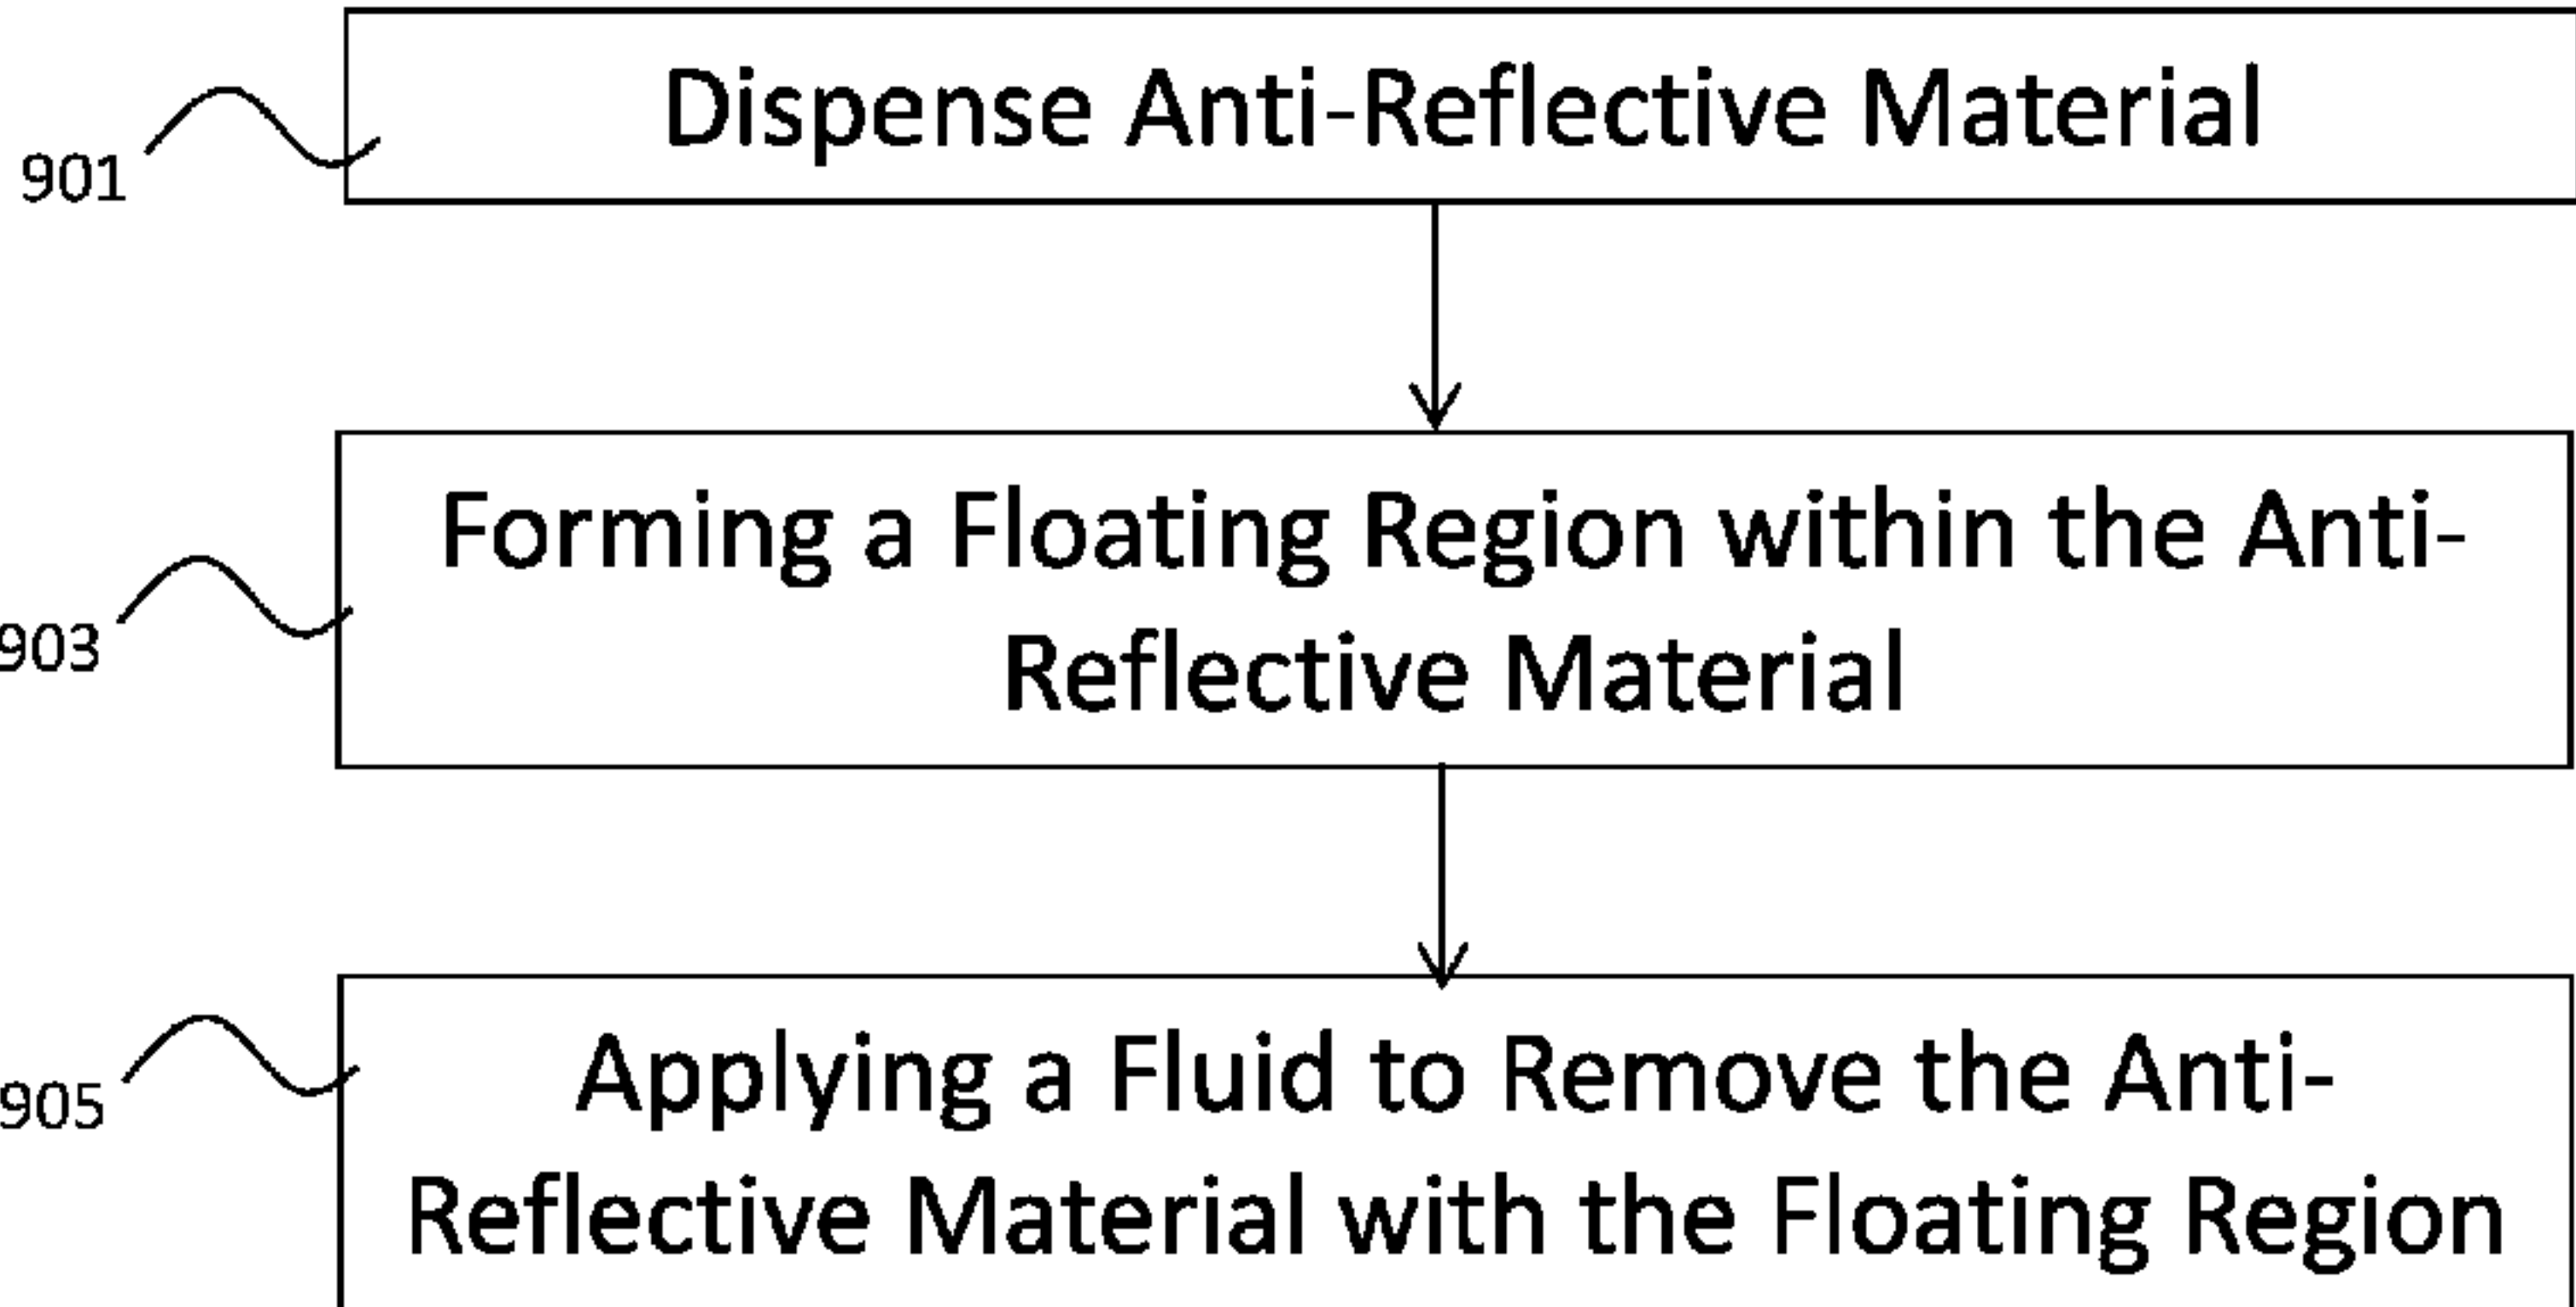 Dispense Anti-Reflective Material
901
Forming a Floating Region within the Anti-
Reflective Material
903
Applying a Fluid to Remove the Anti-
Reflective Material with the Floating Region
905